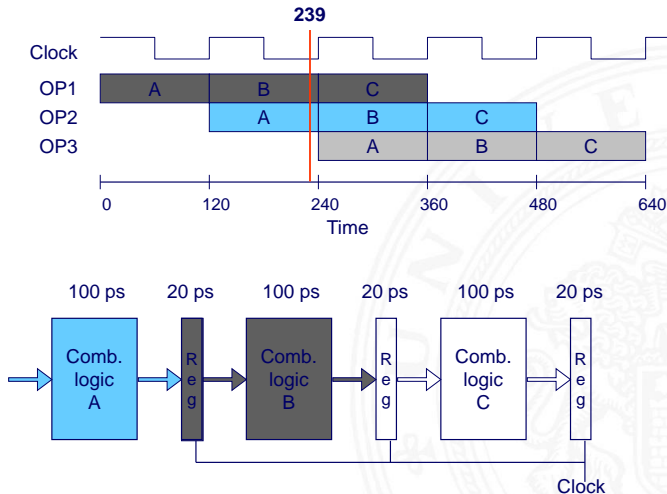 239
Clock
OP1
A B C
OP2
A B C
OP3
A B C
0 120 240 360 480 640
Time
100 ps 20 ps 100 ps 20 ps 100 ps 20 ps
Comb.
logic
A
R
e
g
Comb.
logic
B
R
e
g
Comb.
logic
C
R
e
g
Clock